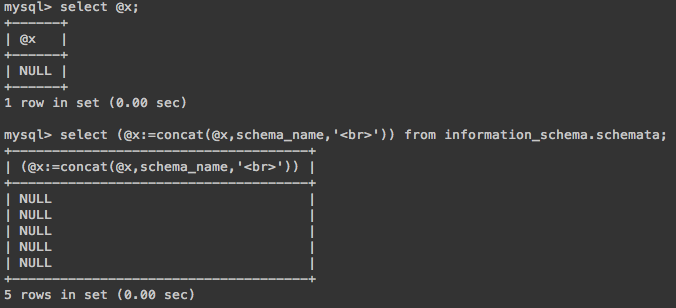 mysql> select @x;
+------+
| @x   |
+------+
| NULL |
+------+
1 row in set (0.00 sec)
mysql> select (@x:=concat(@x,schema_name,'<br>')) from information_schema.schemata;
+-------------------------------------+
| (@x:=concat(@x,schema_name,'<br>')) |
+-------------------------------------+
| NULL                                |
| NULL                                |
| NULL                                |
| NULL                                |
| NULL                                |
+-------------------------------------+
5 rows in set (0.00 sec)